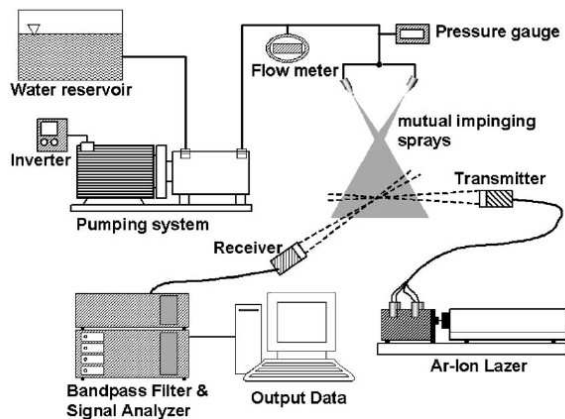 Pressure gauge
Flow meter
Water reservoir
mutual impinging
sprays
Inverter
Transmitter
Pumping system
Receiver
Ar-Ion Lazer
Bandpass Filter &
Signal Analyzer
Output Data